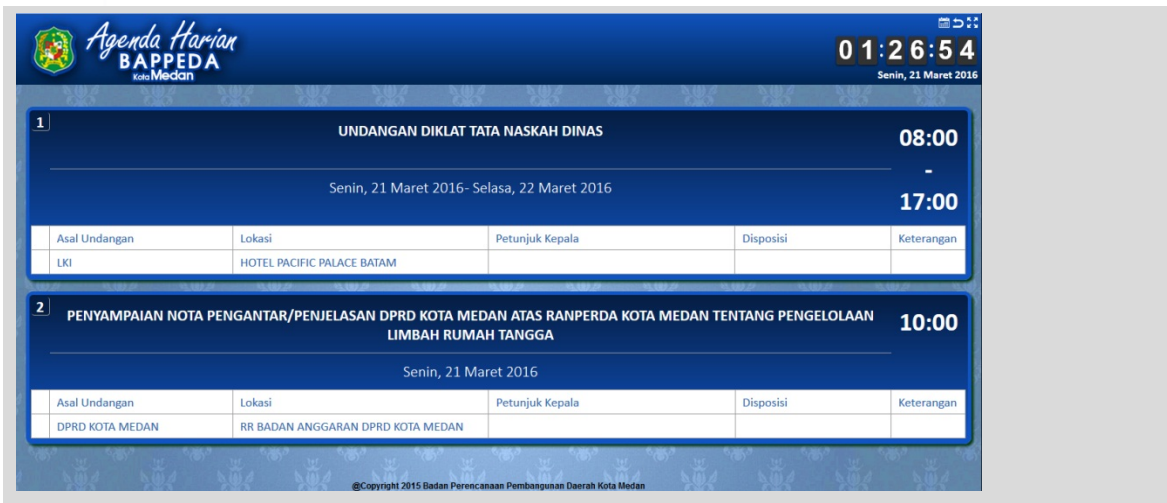 Agenda Harian
BAPPEDA
Kota Medan
01:26:54
Senin, 21 Maret 2016
1
UNDANGAN DIKLAT TATA NASKAH DINAS
08:00
-
17:00
Senin, 21 Maret 2016- Selasa, 22 Maret 2016
Asal Undangan Lokasi Petunjuk Kepala Disposisi Keterangan
LKI HOTEL PACIFIC PALACE BATAM
2
PENYAMPAIAN NOTA PENGANTAR/PENJELASAN DPRD KOTA MEDAN ATAS RANPERDA KOTA MEDAN TENTANG PENGELOLAAN
LIMBAH RUMAH TANGGA
10:00
Senin, 21 Maret 2016
Asal Undangan Lokasi Petunjuk Kepala Disposisi Keterangan
DPRD KOTA MEDAN RR BADAN ANGGARAN DPRD KOTA MEDAN
@Copyright 2015 Badan Perencanaan Pembangunan Daerah Kota Medan